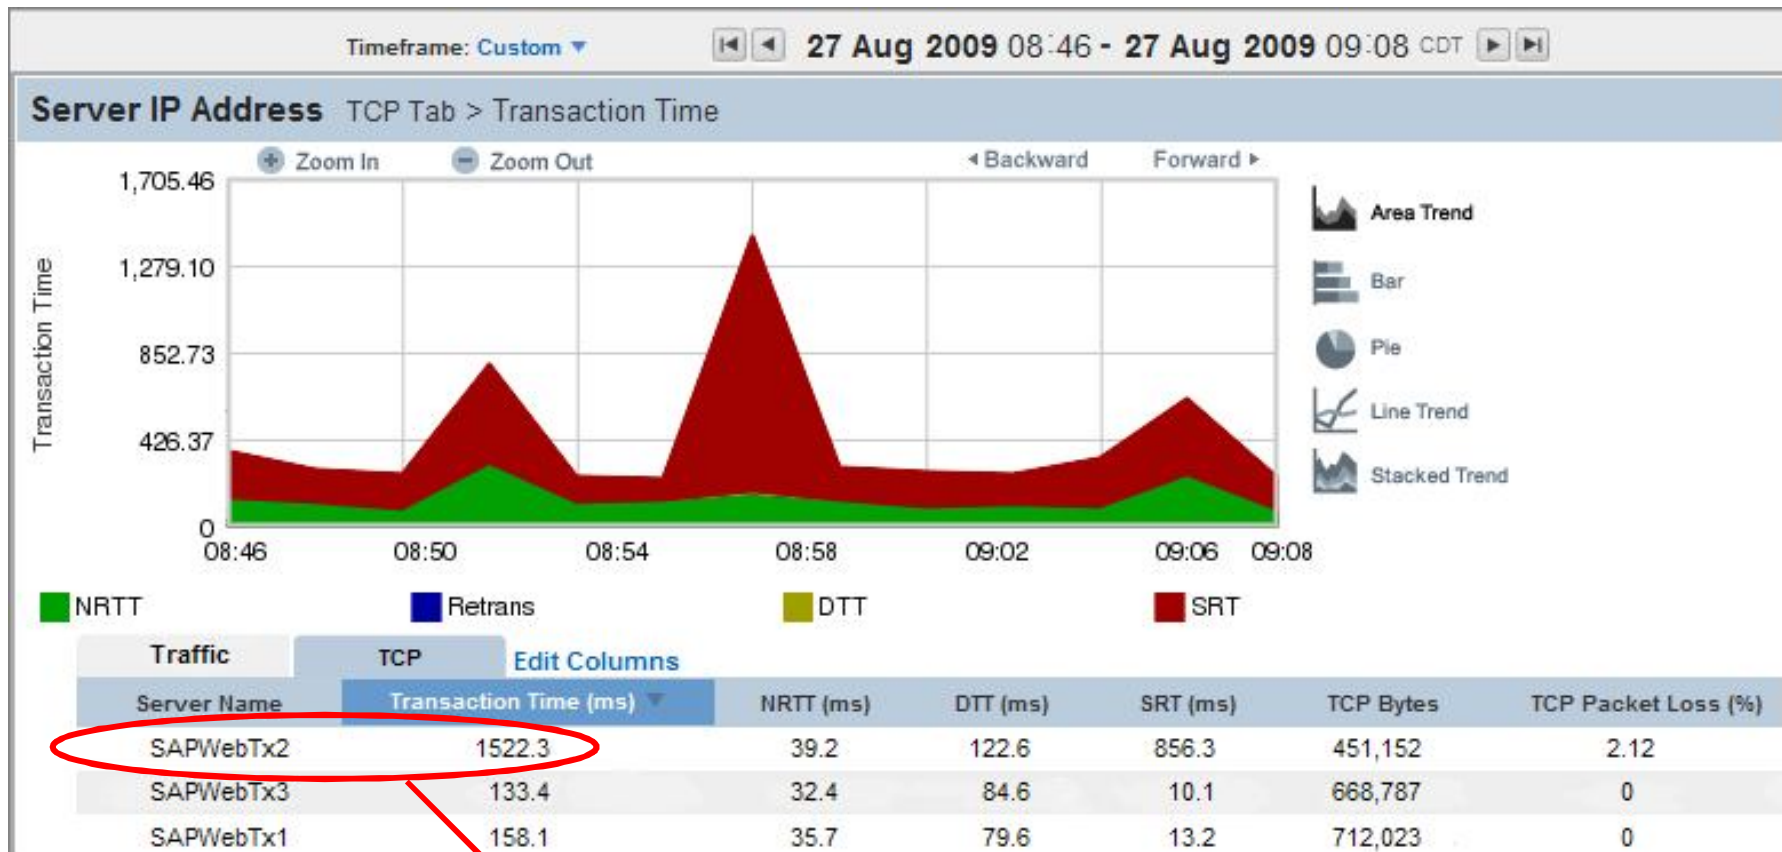 Timeframe: Custom 27 Aug 2009 08:46 - 27 Aug 2009 09:08 CDT
Server IP Address TCP Tab > Transaction Time
Zoom In Zoom Out Backward Forward
Transaction Time
1,705.46
1,279.10
852.73
426.37
0
08:46 08:50 08:54 08:58 09:02 09:06 09:08
Area Trend
Bar
Pie
Line Trend
Stacked Trend
NRTT Retrans DTT SRT
Traffic TCP Edit Columns
Server Name Transaction Time (ms) NRTT (ms) DTT (ms) SRT (ms) TCP Bytes TCP Packet Loss (%)
SAPWebTx2 1522.3 39.2 122.6 856.3 451,152 2.12
SAPWebTx3 133.4 32.4 84.6 10.1 668,787 0
SAPWebTx1 158.1 35.7 79.6 13.2 712,023 0